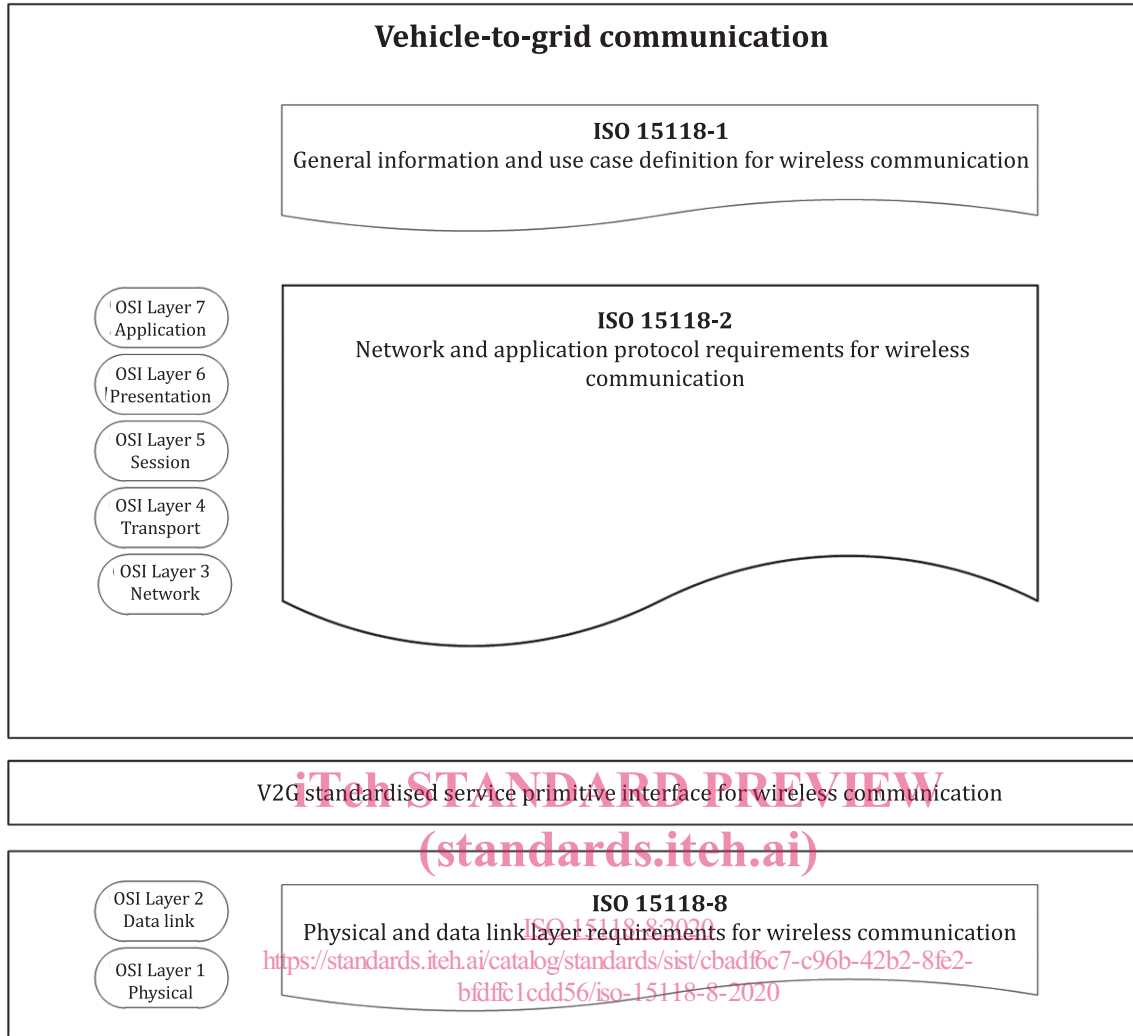 Vehicle-to-grid communication
ISO 15118-1
General information and use case definition for wireless communication
OSI Layer 7
Application
OSI Layer 6
Presentation
OSI Layer 5
Session
OSI Layer 4
Transport
OSI Layer 3
Network
ISO 15118-2
Network and application protocol requirements for wireless
communication
iTeh STANDARD PREVIEW
V2G standardised service primitive interface for wireless communication
(standards.iteh.ai)
OSI Layer 2
Data link
OSI Layer 1
Physical
ISO 15118-8
ISO 15118-8:2020
Physical and data link layer requirements for wireless communication
https://standards.iteh.ai/catalog/standards/sist/cbadf6c7-c96b-42b2-8fe2-
bfdffc1cdd56/iso-15118-8-2020